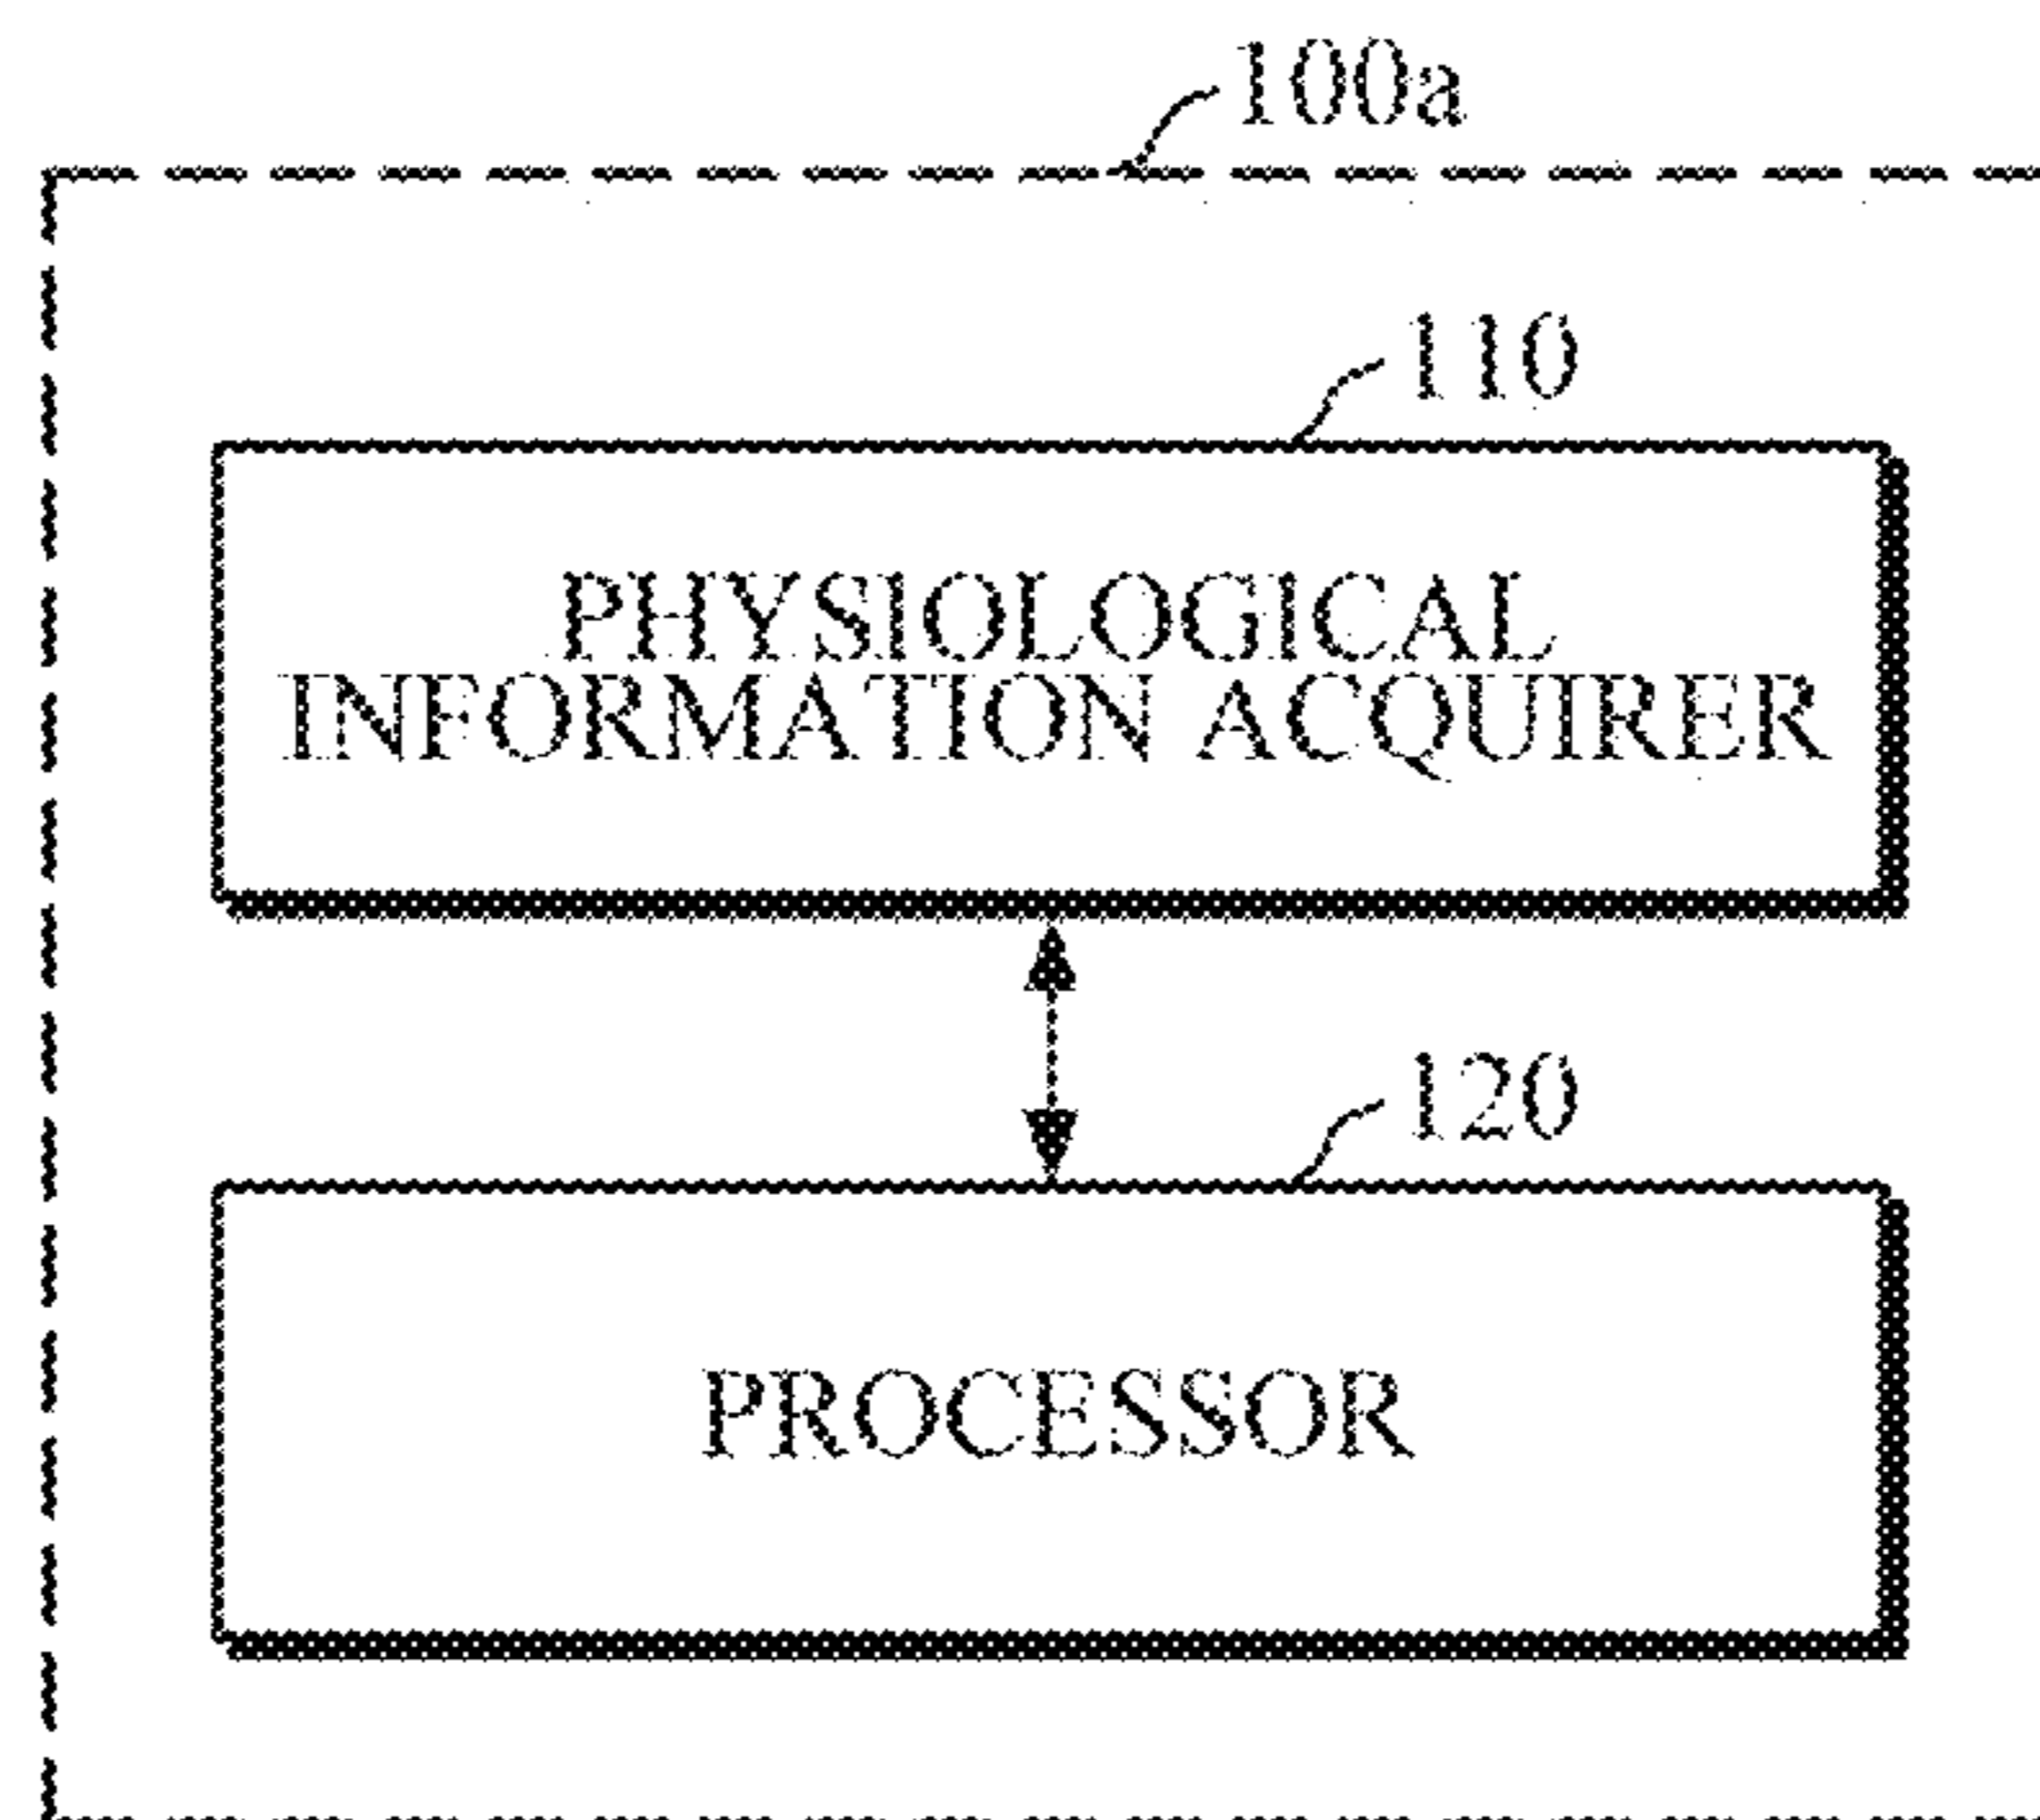 100a
110
PHYSIOLOGICAL
INFORMATION ACQUIRER
120
PROCESSOR